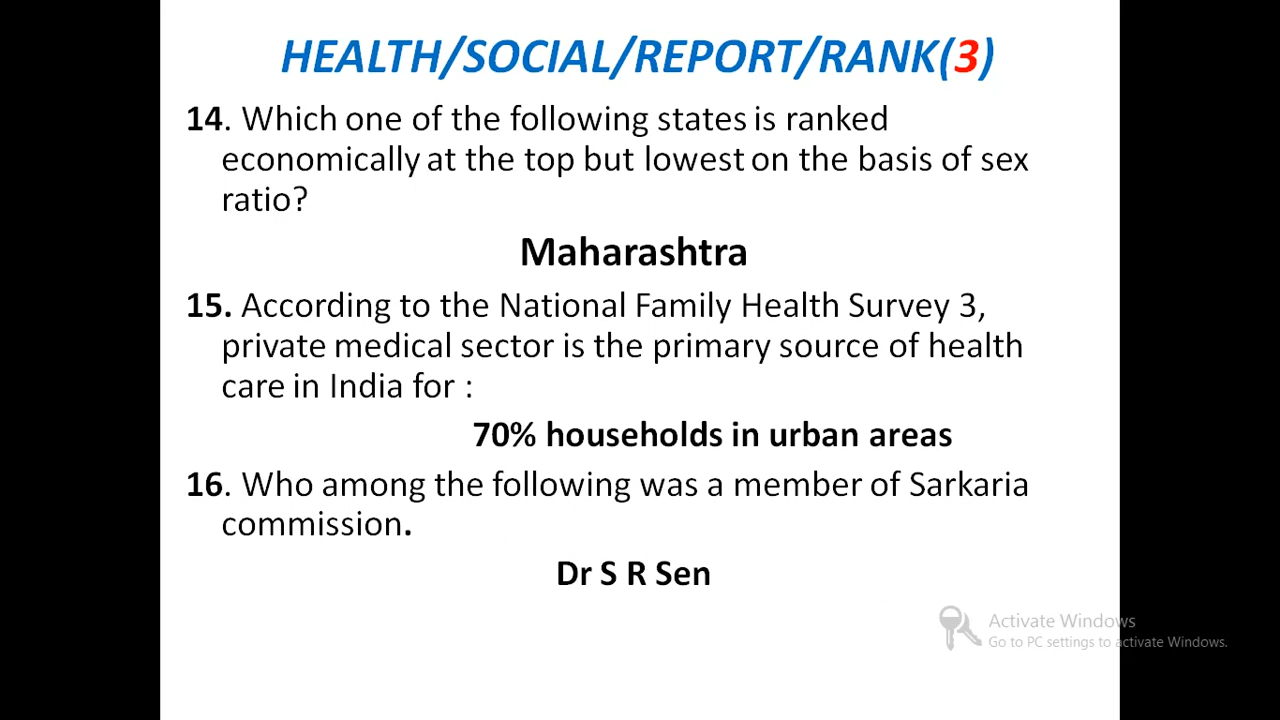 HEALTH/SOCIAL/REPORT/RANK(3)
14. Which one of the following states is ranked
economically at the top but lowest on the basis of sex
ratio?
Maharashtra
15. According to the National Family Health Survey 3,
private medical sector is the primary source of health
care in India for :
70% households in urban areas
16. Who among the following was a member of Sarkaria
commission.
Dr S R Sen
Activate Windows
Go to PC settings to activate Windows.